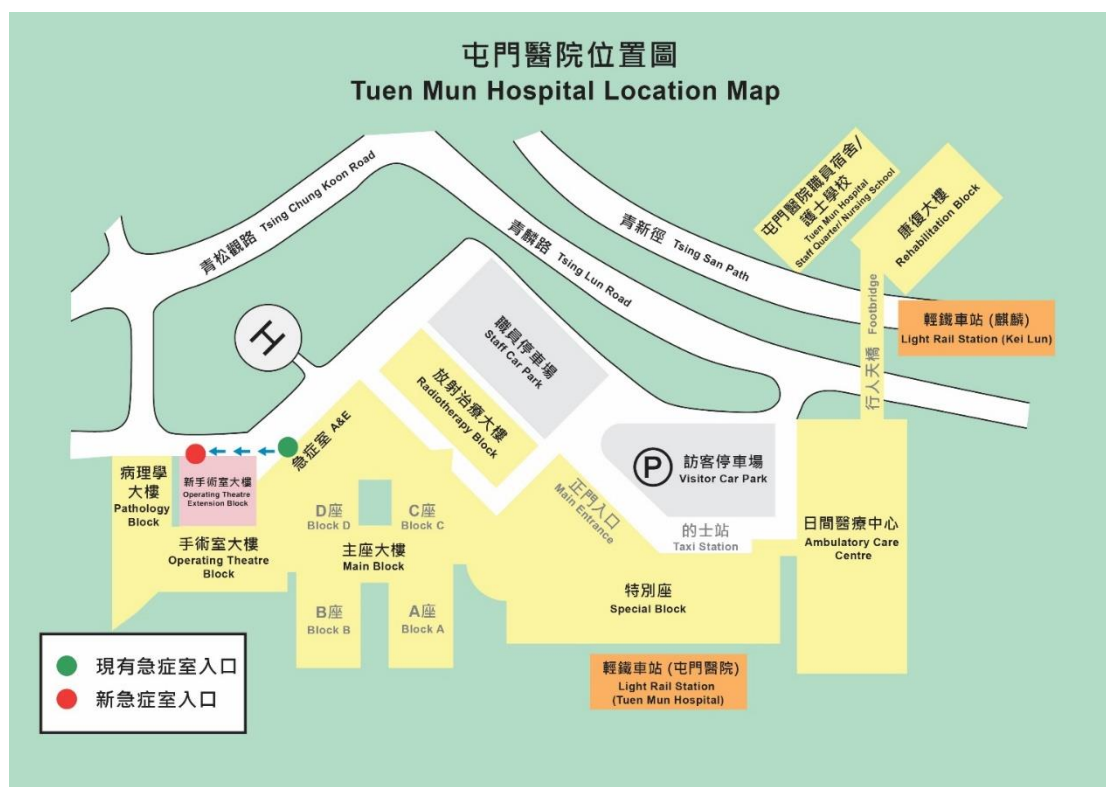 屯門醫院位置圖
Tuen Mun Hospital Location Map
青松觀路 Tsing Chung Koon Road
青麟路 Tsing Lun Road
青新徑 Tsing San Path
屯門醫院職員宿舍/
護士學校
Tuen Mun Hospital
Staff Quarter/ Nursing School
康復大樓
Rehabilitation Block
行人天橋 Footbridge
輕鐵車站 (麒麟)
Light Rail Station (Kei Lun)
H
職員停車場
Staff Car Park
放射治療大樓
Radiotherapy Block
急症室 A&E
病理學
大樓
Pathology
Block
新手術室大樓
Operating Theatre
Extension Block
手術室大樓
Operating Theatre
Block
D座
Block D
C座
Block C
主座大樓
Main Block
B座
Block B
A座
Block A
正門入口
Main Entrance
P
訪客停車場
Visitor Car Park
的士站
Taxi Station
日間醫療中心
Ambulatory Care
Centre
特別座
Special Block
輕鐵車站 (屯門醫院)
Light Rail Station
(Tuen Mun Hospital)
現有急症室入口
新急症室入口